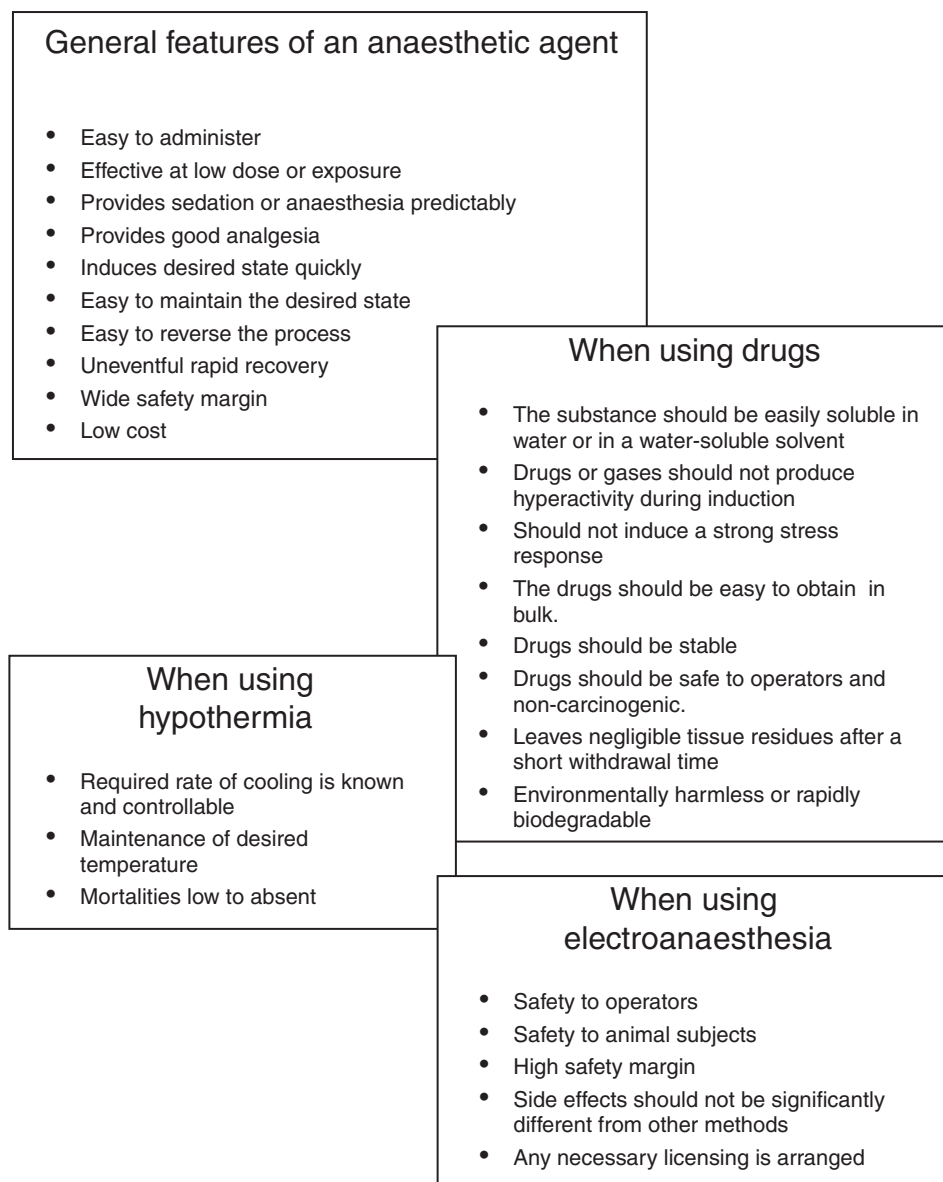 General features of an anaesthetic agent
• Easy to administer
• Effective at low dose or exposure
• Provides sedation or anaesthesia predictably
• Provides good analgesia
• Induces desired state quickly
• Easy to maintain the desired state
• Easy to reverse the process
• Uneventful rapid recovery
• Wide safety margin
• Low cost
When using drugs
• The substance should be easily soluble in
water or in a water-soluble solvent
• Drugs or gases should not produce
hyperactivity during induction
• Should not induce a strong stress
response
• The drugs should be easy to obtain in
bulk.
• Drugs should be stable
• Drugs should be safe to operators and
non-carcinogenic.
• Leaves negligible tissue residues after a
short withdrawal time
• Environmentally harmless or rapidly
biodegradable
When using
hypothermia
• Required rate of cooling is known
and controllable
• Maintenance of desired
temperature
• Mortalities low to absent
When using
electroanaesthesia
• Safety to operators
• Safety to animal subjects
• High safety margin
• Side effects should not be significantly
different from other methods
• Any necessary licensing is arranged